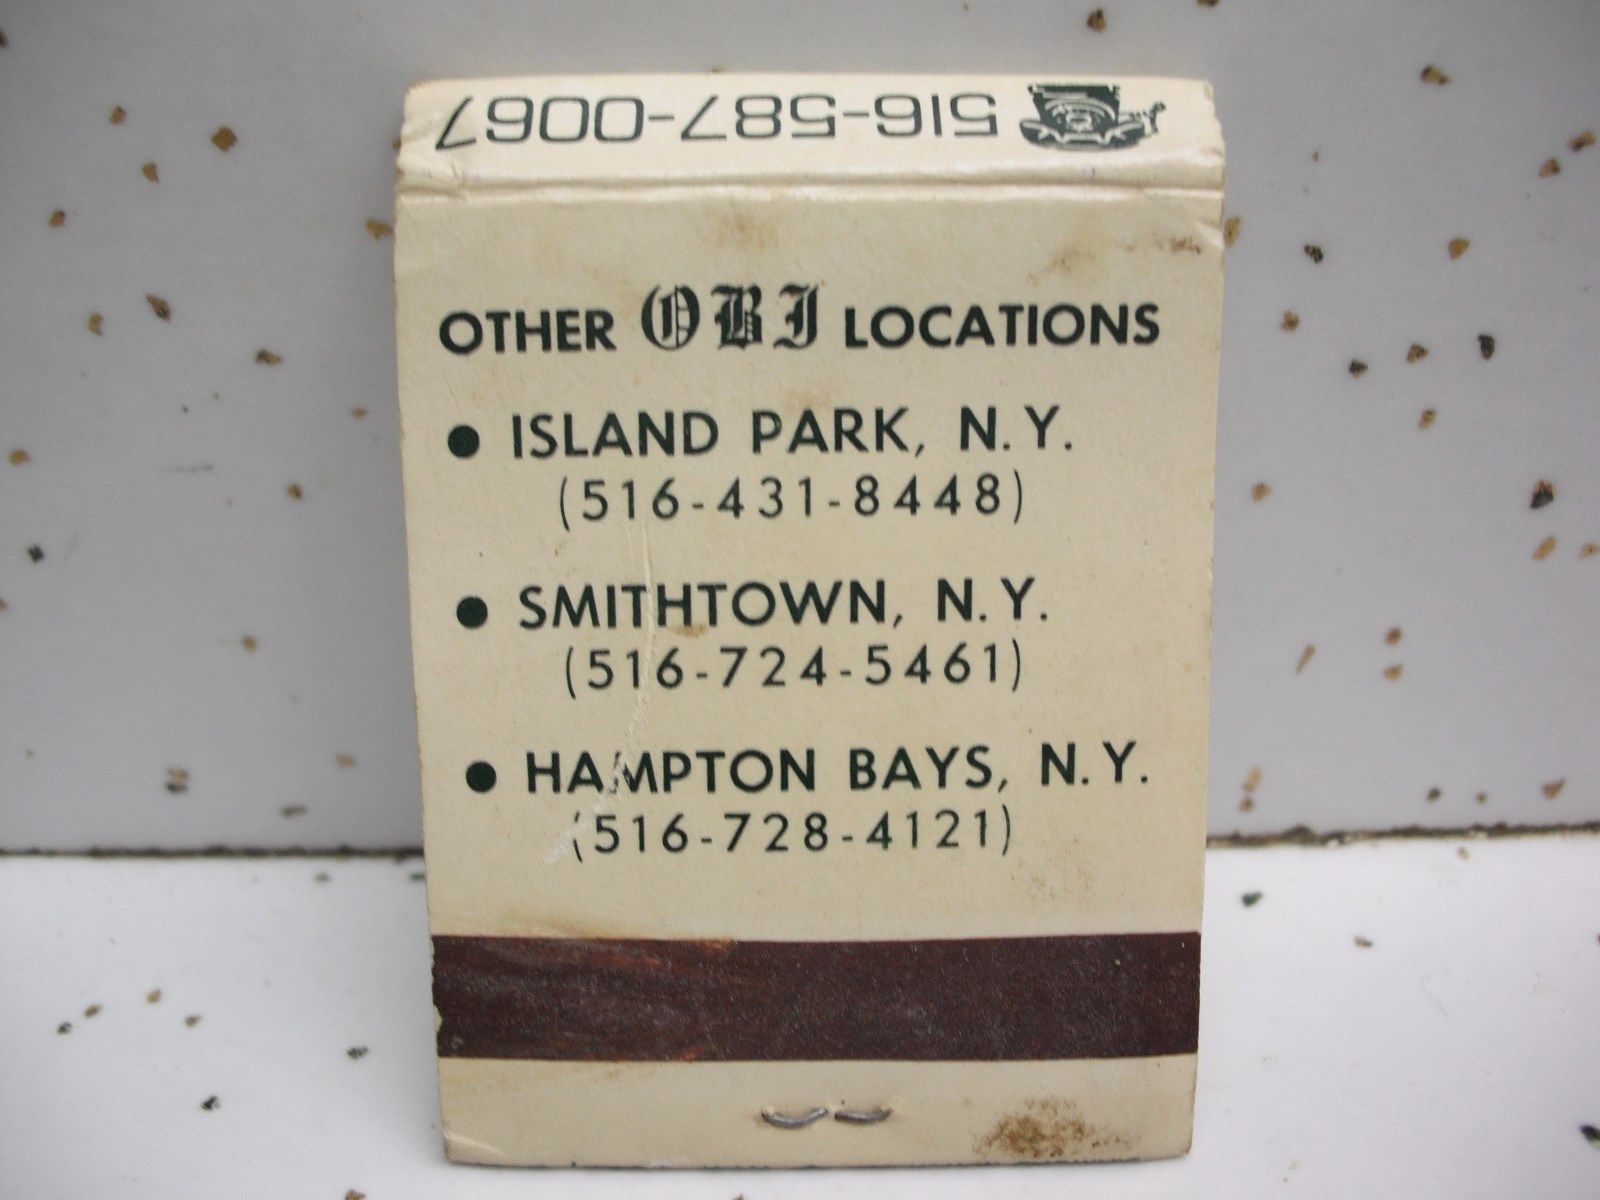 516-587-0067
OTHER OBI LOCATIONS
● ISLAND PARK, N.Y.
(516-431-8448)
● SMITHTOWN, N.Y.
(516-724-5461)
● HAMPTON BAYS, N.Y.
(516-728-4121)